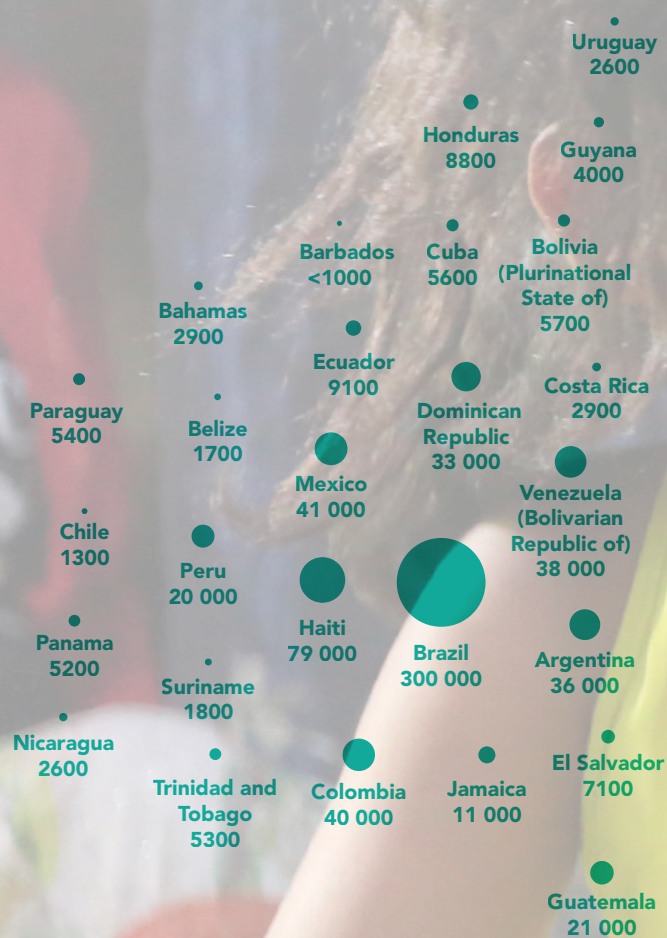 Uruguay
2600
Honduras
8800
Guyana
4000
Barbados
<1000
Cuba
5600
Bolivia
(Plurinational
State of)
5700
Bahamas
2900
Ecuador
9100
Costa Rica
2900
Paraguay
5400
Belize
1700
Dominican
Republic
33 000
Mexico
41 000
Venezuela
(Bolivarian
Republic of)
38 000
Chile
1300
Peru
20 000
Haiti
79 000
Brazil
300 000
Argentina
36 000
Panama
5200
Suriname
1800
Nicaragua
2600
Trinidad and
Tobago
5300
Colombia
40 000
Jamaica
11 000
El Salvador
7100
Guatemala
21 000